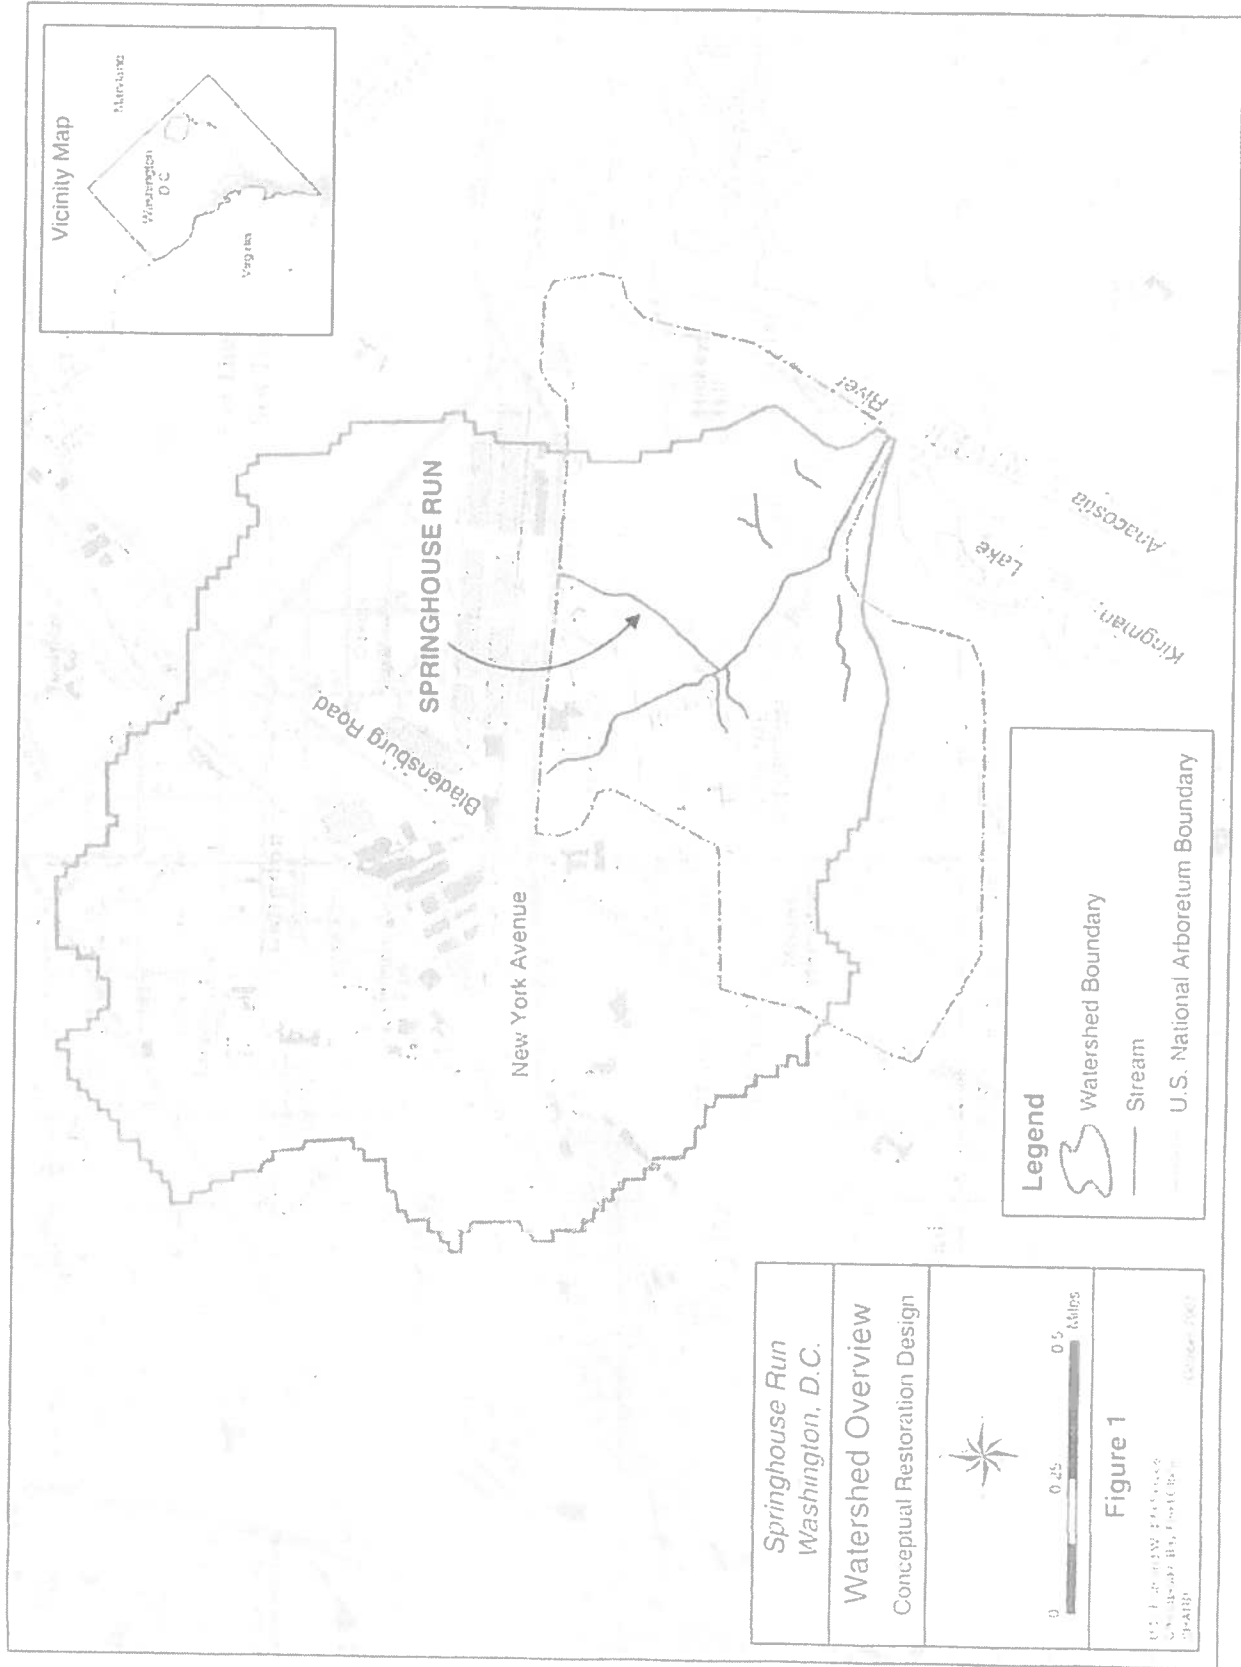 Vicinity Map
Maryland
Washington
D.C.
Virginia
SPRINGHOUSE RUN
Bladensburg Road
New York Avenue
River
Anacostia
Lake
Kingman
Legend
Watershed Boundary
Stream
U.S. National Arboretum Boundary
Springhouse Run
Washington, D.C.
Watershed Overview
Conceptual Restoration Design
0 0.25 0.5
Miles
Figure 1